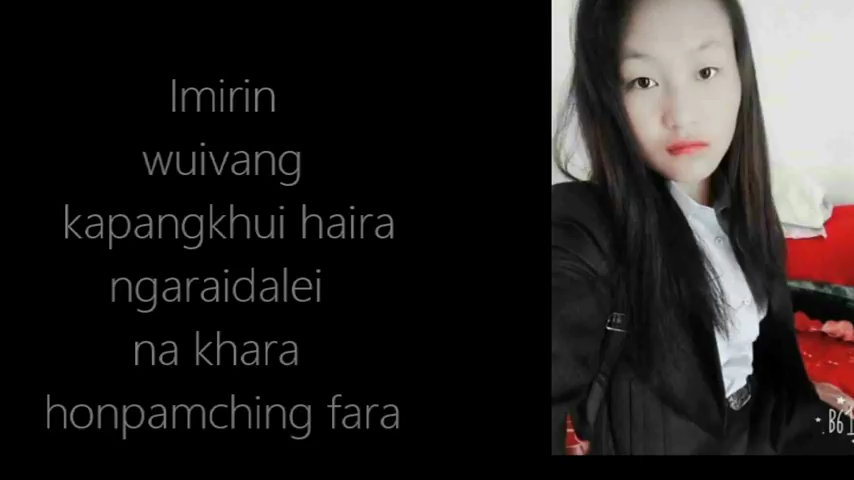 Imirin
wuivang
kapangkhui haira
ngaraidalei
na khara
honpamching fara